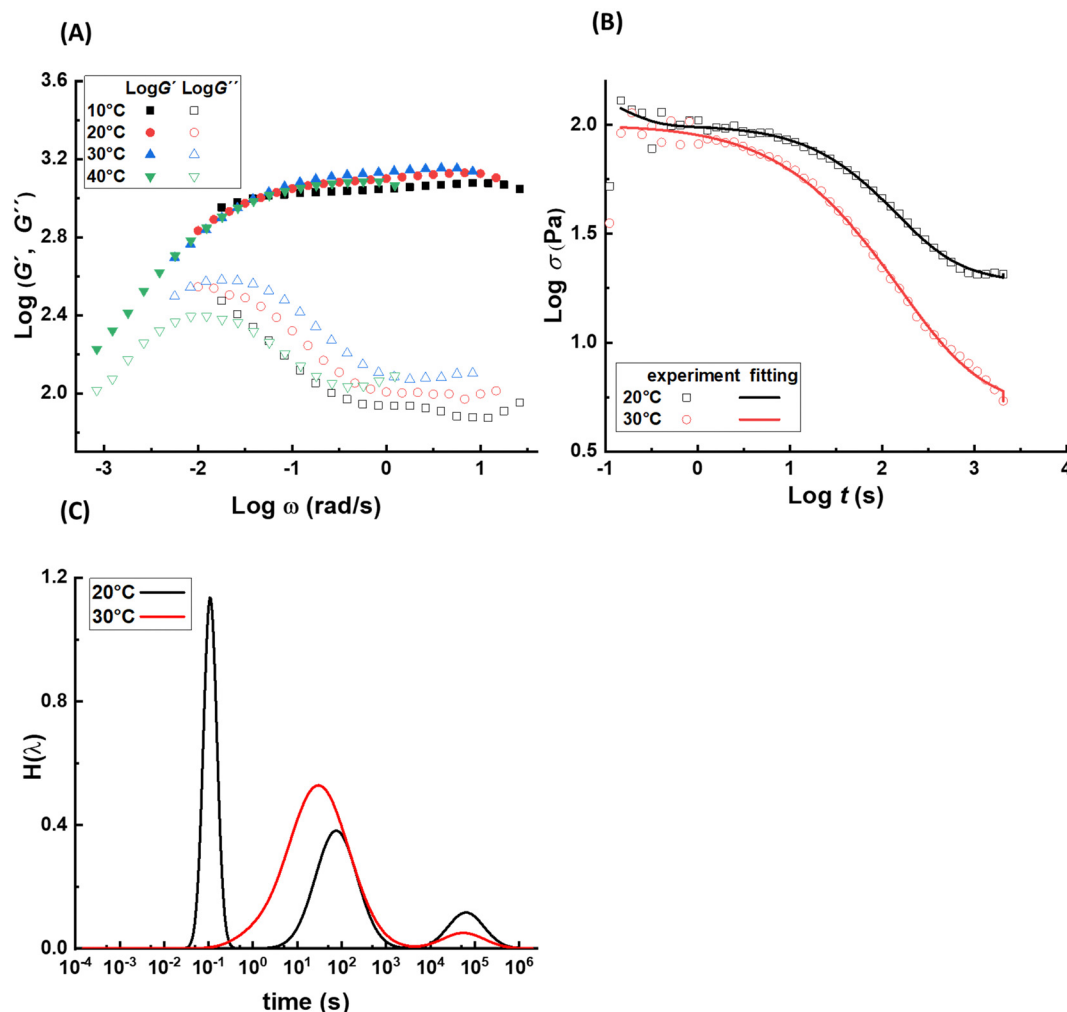 (A)
Log (G′, G′′)
3.6
3.2
2.8
2.4
2.0
LogG′ LogG′′
10°C
20°C
30°C
40°C
-3 -2 -1 0 1
Log ω (rad/s)
(B)
Log σ (Pa)
2.0
1.5
1.0
0.5
experiment fitting
20°C
30°C
-1 0 1 2 3 4
Log t (s)
(C)
H(λ)
1.2
0.8
0.4
0.0
20°C
30°C
10⁻⁴ 10⁻³ 10⁻² 10⁻¹ 10⁰ 10¹ 10² 10³ 10⁴ 10⁵ 10⁶
time (s)